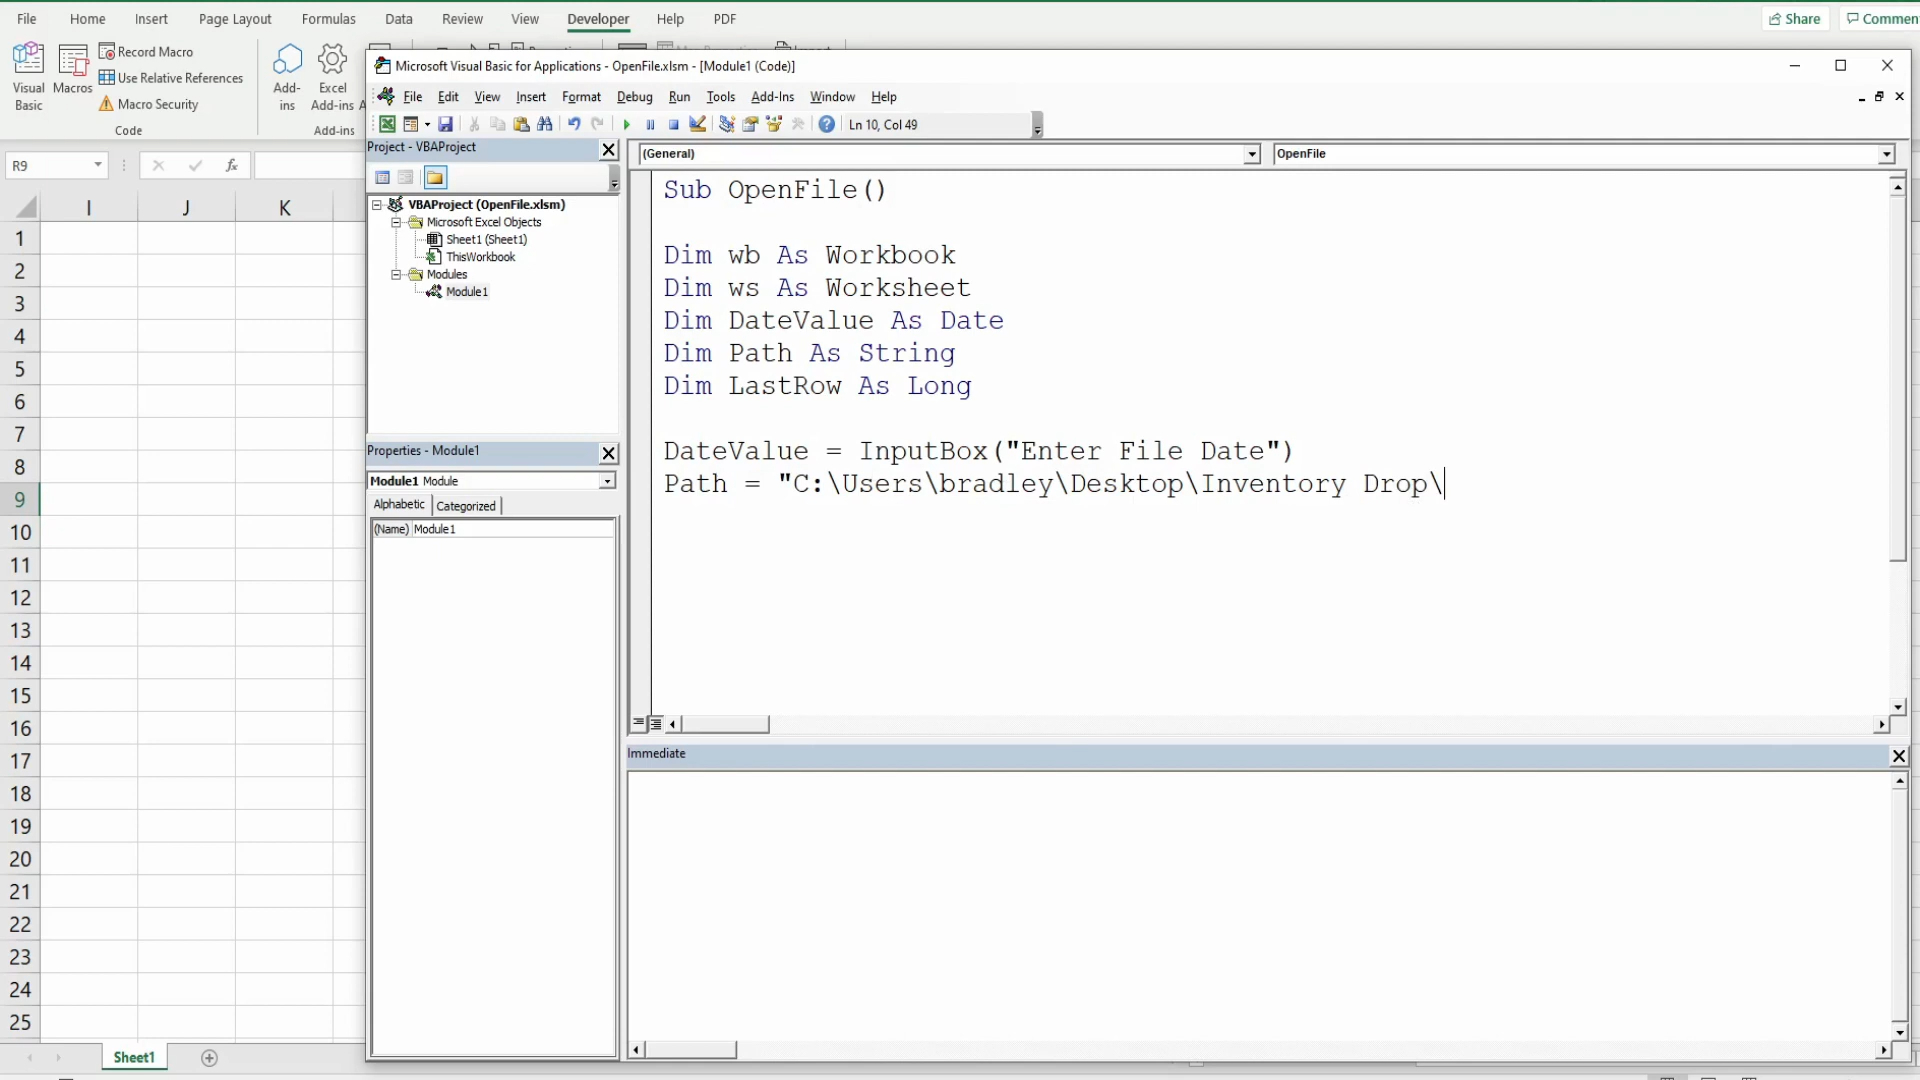 File Home Insert Page Layout Formulas Data Review View Developer Help PDF Share
Record Macro
Use Relative References
Macro Security
Visual Basic
Macros
Code
Add-ins
Excel Add-ins
Add-ins
Microsoft Visual Basic for Applications - OpenFile.xlsm - [Module1 (Code)]
File Edit View Insert Format Debug Run Tools Add-Ins Window Help
Ln 10, Col 49
Project - VBAProject
(General) OpenFile
R9
fx
VBAProject (OpenFile.xlsm)
Microsoft Excel Objects
Sheet1 (Sheet1)
ThisWorkbook
Modules
Module1
Properties - Module1
Module1 Module
Alphabetic Categorized
(Name) Module1
Sub OpenFile()
Dim wb As Workbook
Dim ws As Worksheet
Dim DateValue As Date
Dim Path As String
Dim LastRow As Long
DateValue = InputBox("Enter File Date")
Path = "C:\Users\bradley\Desktop\Inventory Drop\
Immediate
I J K
1
2
3
4
5
6
7
8
9
10
11
12
13
14
15
16
17
18
19
20
21
22
23
24
25
Sheet1